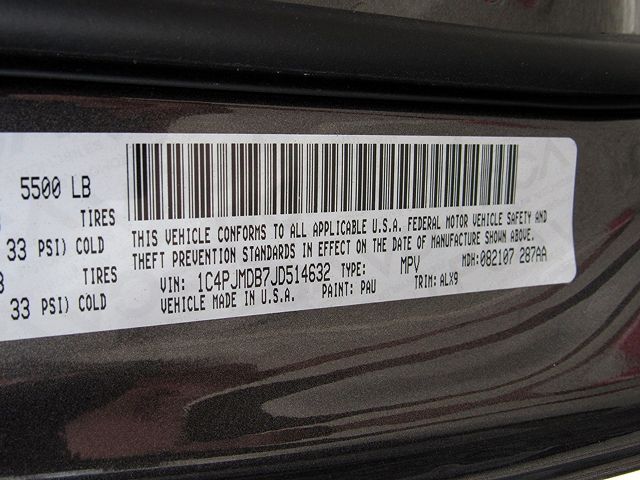 5500 LB
TIRES
33 PSI) COLD
TIRES
33 PSI) COLD
THIS VEHICLE CONFORMS TO ALL APPLICABLE U.S.A. FEDERAL MOTOR VEHICLE SAFETY AND
THEFT PREVENTION STANDARDS IN EFFECT ON THE DATE OF MANUFACTURE SHOWN ABOVE.
VIN: 1C4PJMDB7JD514632 TYPE: MPV MDH:082107 287AA
VEHICLE MADE IN U.S.A. PAINT: PAU TRIM: ALX9